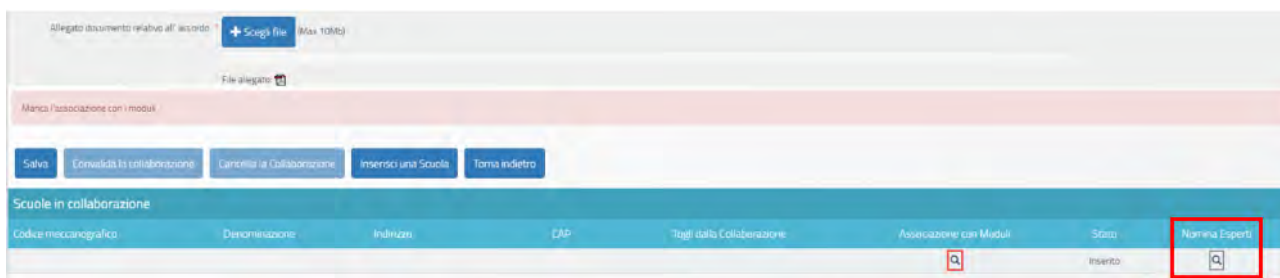 Allegato documento relativo all' accordo * + Scegli file (Max 10Mb)
File allegato
Manca l'associazione con i moduli
Salva Convalida la collaborazione Cancella la Collaborazione Inserisci una Scuola Torna indietro
Scuole in collaborazione
Codice meccanografico Denominazione Indirizzo CAP Togli dalla Collaborazione Associazione con Moduli Stato Nomina Esperti
Inserito